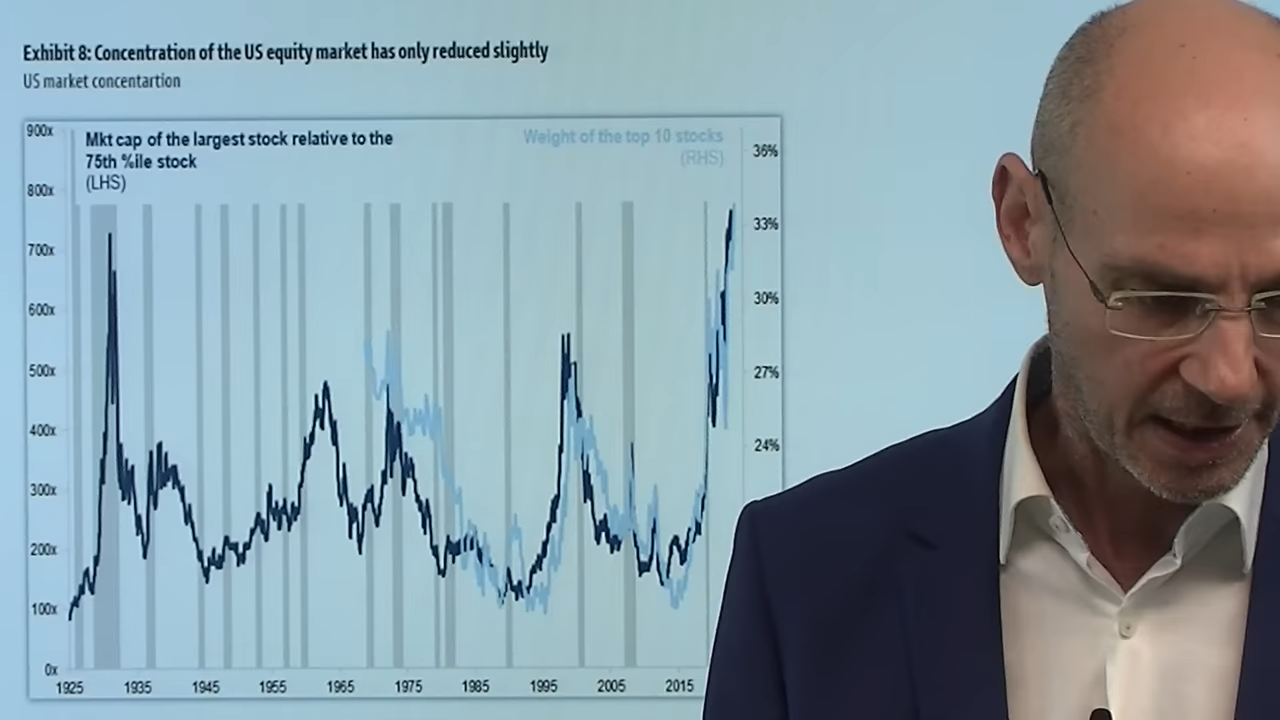 Exhibit 8: Concentration of the US equity market has only reduced slightly
US market concentartion
900x
Mkt cap of the largest stock relative to the
75th %ile stock
(LHS)
Weight of the top 10 stocks
(RHS)
36%
800x
33%
700x
30%
600x
27%
500x
24%
400x
300x
200x
100x
0x
1925 1935 1945 1955 1965 1975 1985 1995 2005 2015